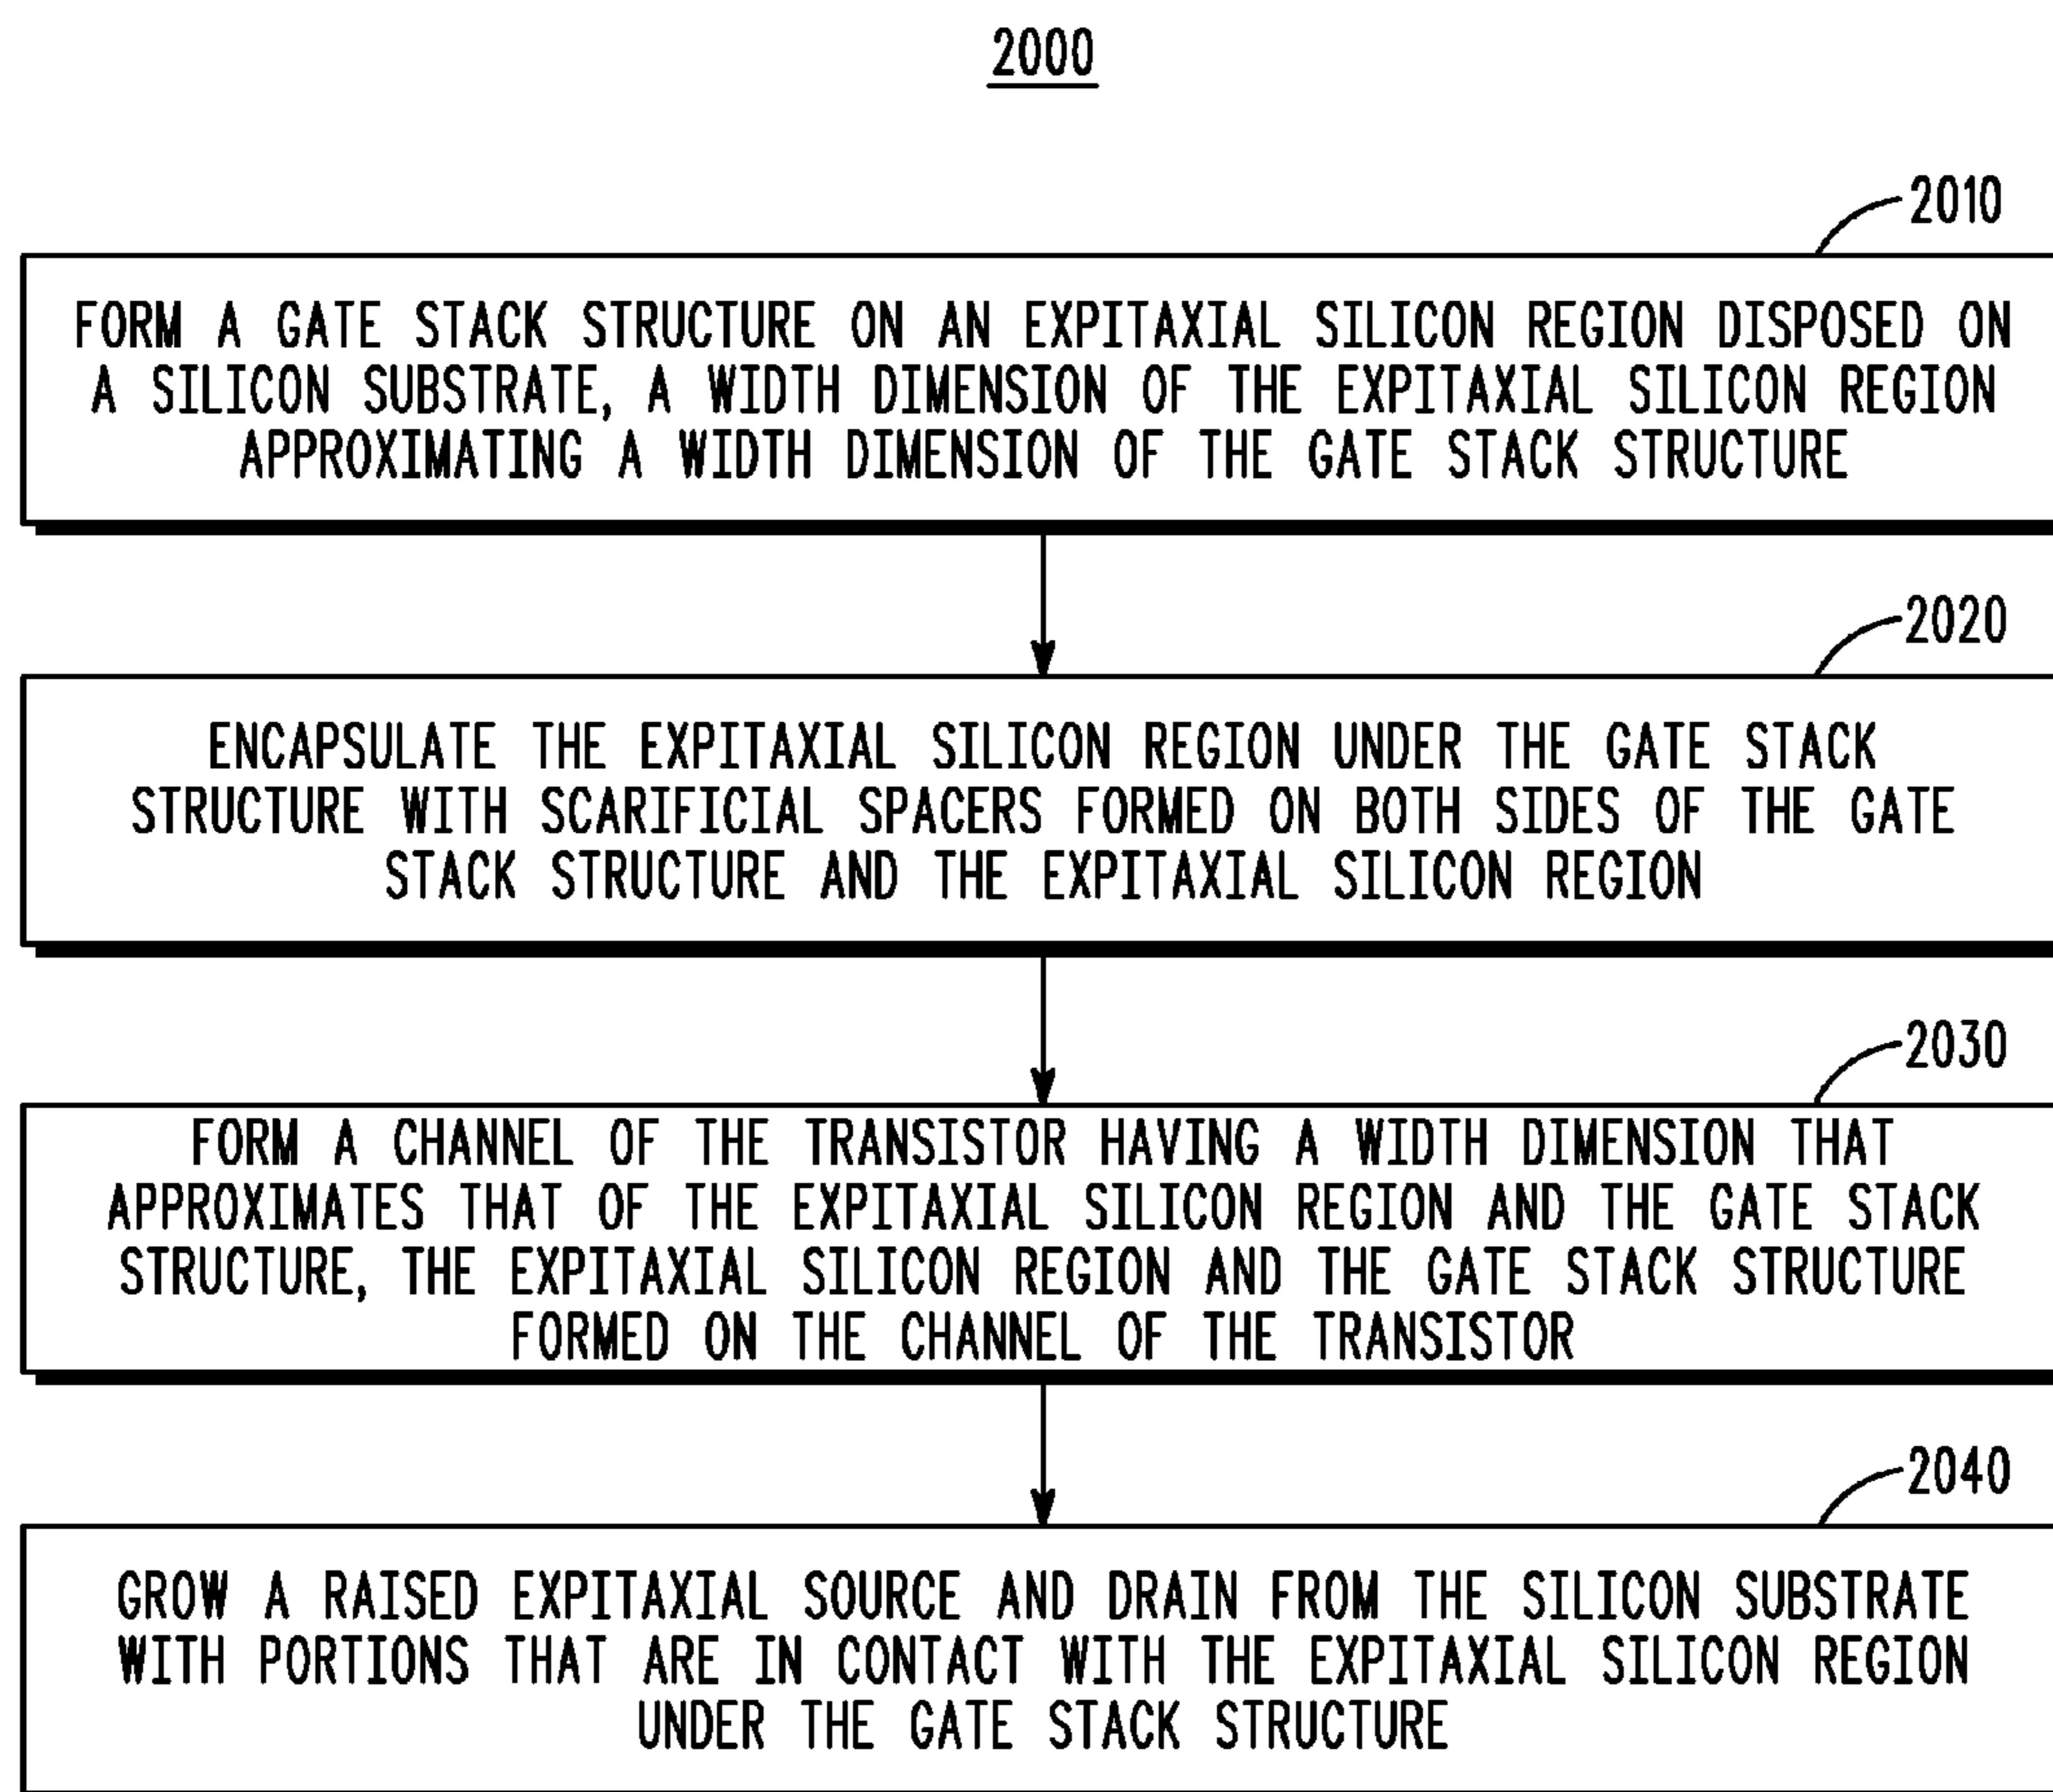 2000
2010
FORM A GATE STACK STRUCTURE ON AN EXPITAXIAL SILICON REGION DISPOSED ON
A SILICON SUBSTRATE, A WIDTH DIMENSION OF THE EXPITAXIAL SILICON REGION
APPROXIMATING A WIDTH DIMENSION OF THE GATE STACK STRUCTURE
2020
ENCAPSULATE THE EXPITAXIAL SILICON REGION UNDER THE GATE STACK
STRUCTURE WITH SCARIFICIAL SPACERS FORMED ON BOTH SIDES OF THE GATE
STACK STRUCTURE AND THE EXPITAXIAL SILICON REGION
2030
FORM A CHANNEL OF THE TRANSISTOR HAVING A WIDTH DIMENSION THAT
APPROXIMATES THAT OF THE EXPITAXIAL SILICON REGION AND THE GATE STACK
STRUCTURE, THE EXPITAXIAL SILICON REGION AND THE GATE STACK STRUCTURE
FORMED ON THE CHANNEL OF THE TRANSISTOR
2040
GROW A RAISED EXPITAXIAL SOURCE AND DRAIN FROM THE SILICON SUBSTRATE
WITH PORTIONS THAT ARE IN CONTACT WITH THE EXPITAXIAL SILICON REGION
UNDER THE GATE STACK STRUCTURE